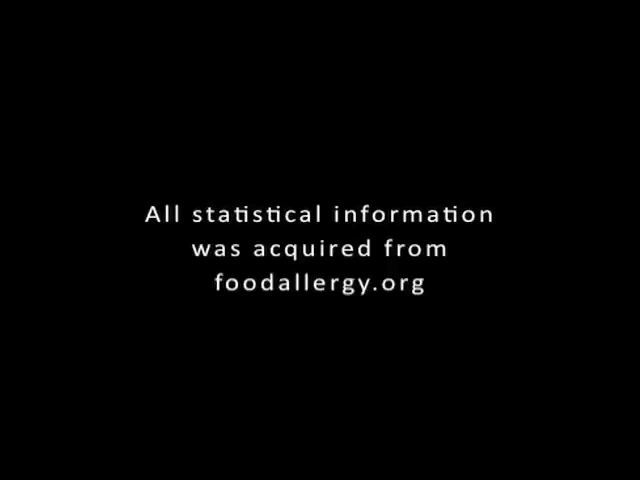 All statistical information
was acquired from
foodallergy.org